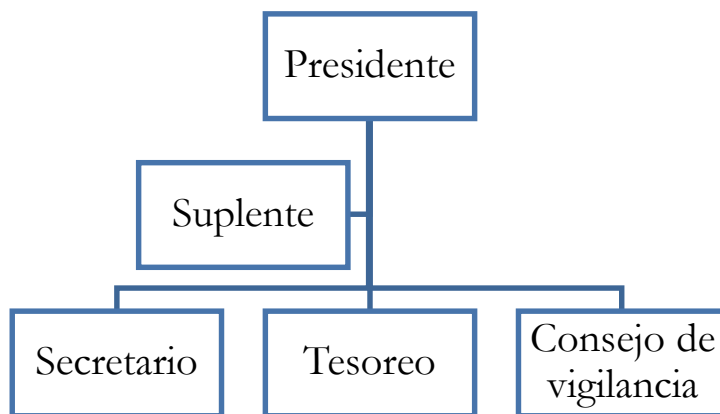 Presidente
Suplente
Secretario
Tesoreo
Consejo de
vigilancia